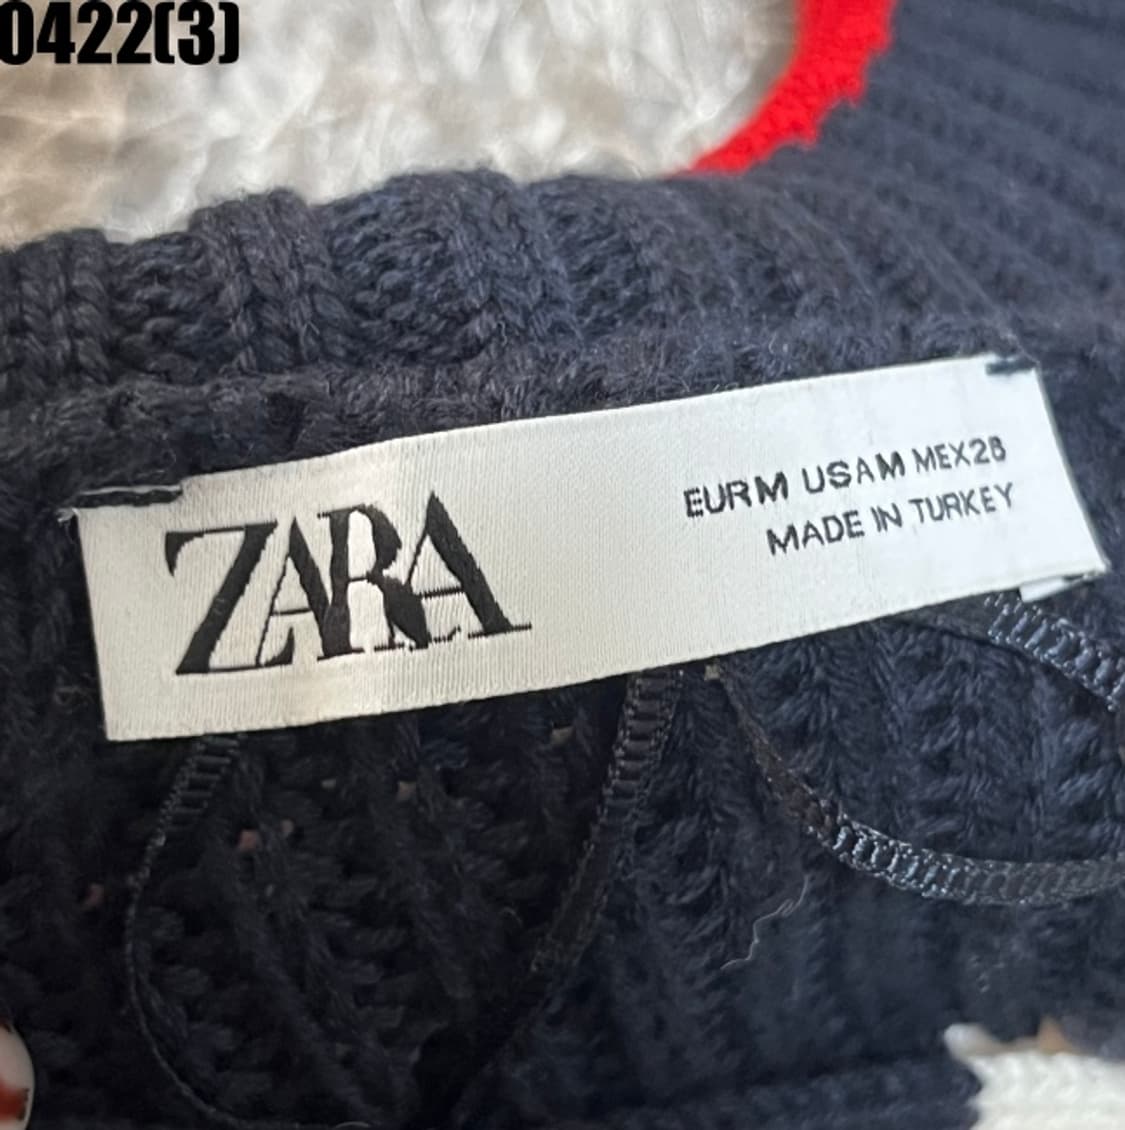 0422(3)
ZARA
EUR M USA M MEX 28
MADE IN TURKEY